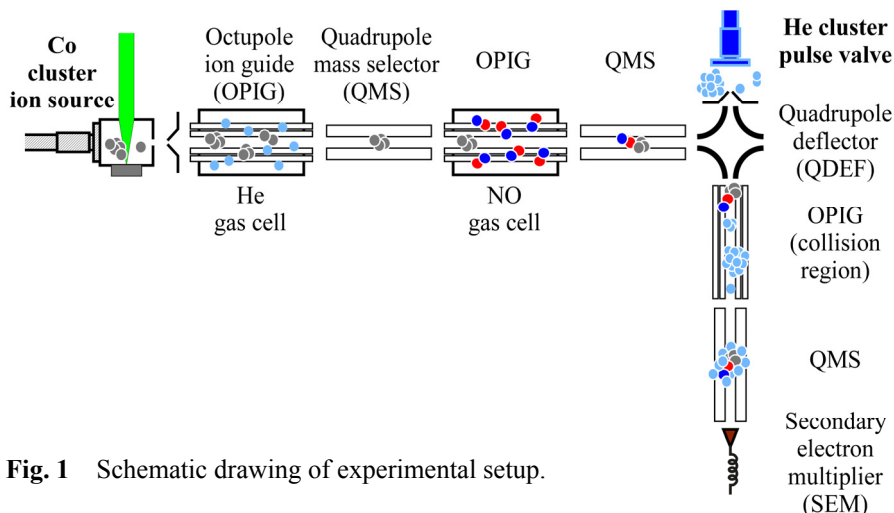 Co
cluster
ion source
Octupole
ion guide
(OPIG)
Quadrupole
mass selector
(QMS)
OPIG
QMS
He cluster
pulse valve
He
gas cell
NO
gas cell
Quadrupole
deflector
(QDEF)
OPIG
(collision
region)
QMS
Secondary
electron
multiplier
(SEM)
Fig. 1 Schematic drawing of experimental setup.